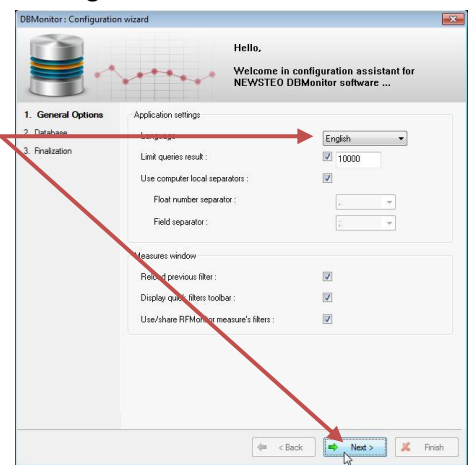 DBMonitor : Configuration wizard
Hello,
Welcome in configuration assistant for
NEWSTEO DBMonitor software ...
1. General Options
2. Database
3. Finalization
Application settings
Language
English
Limit queries result :
10000
Use computer local separators :
Float number separator :
Field separator :
;
Measures window
Reload previous filter :
Display quick filters toolbar :
Use/share RFMonitor measure's filters :
< Back
Next >
Finish